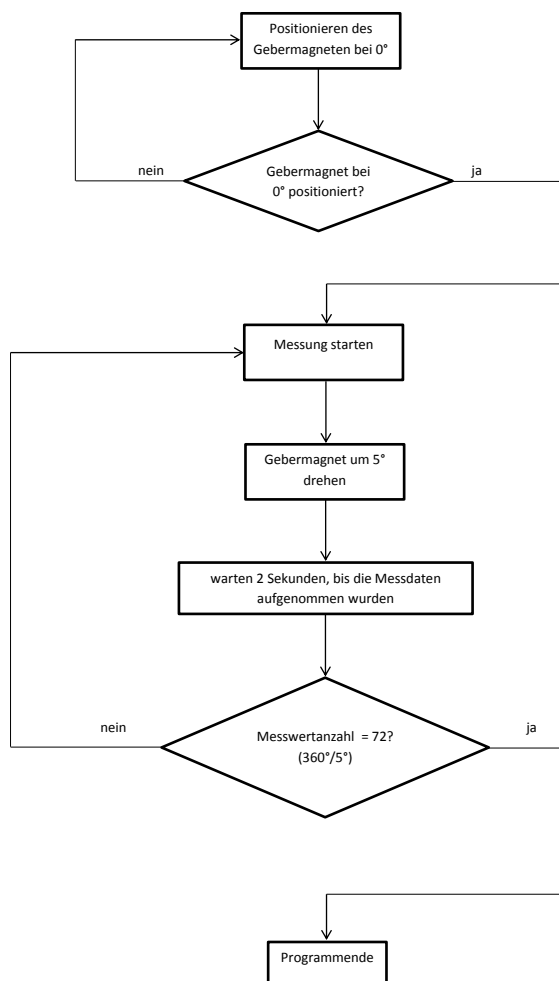 Positionieren des
Gebermagneten bei 0°
nein
Gebermagnet bei
0° positioniert?
ja
Messung starten
Gebermagnet um 5°
drehen
warten 2 Sekunden, bis die Messdaten
aufgenommen wurden
nein
Messwertanzahl = 72?
(360°/5°)
ja
Programmende